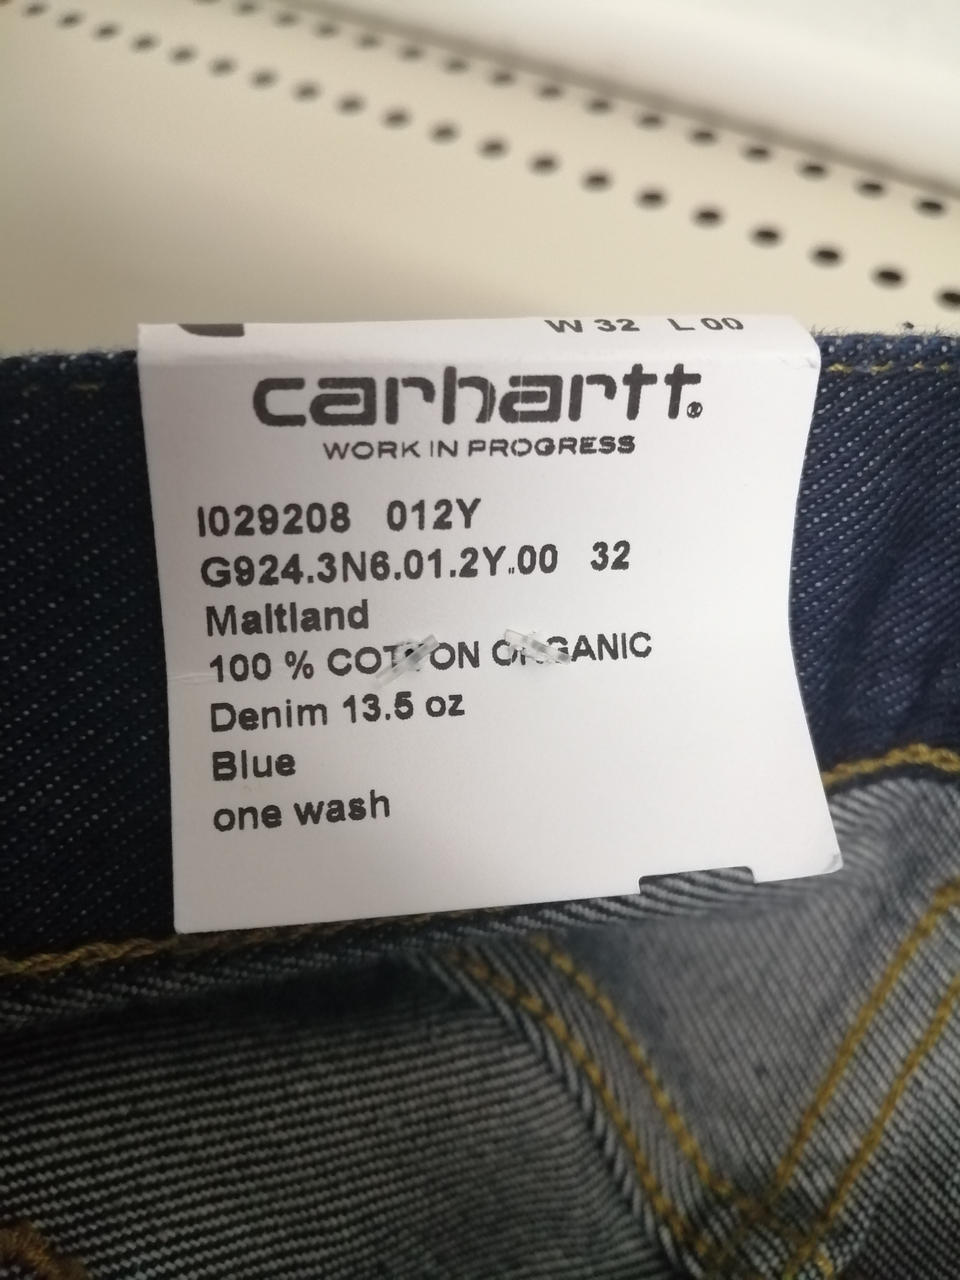 W 32 L 00
carhartt®
WORK IN PROGRESS
I029208 012Y
G924.3N6.01.2Y..00 32
Maltland
100 % COTTON ORGANIC
Denim 13.5 oz
Blue
one wash